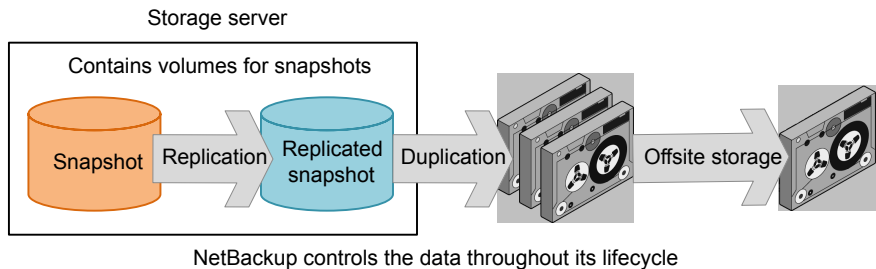 Storage server
Contains volumes for snapshots
Snapshot
Replication
Replicated
snapshot
Duplication
Offsite storage
NetBackup controls the data throughout its lifecycle